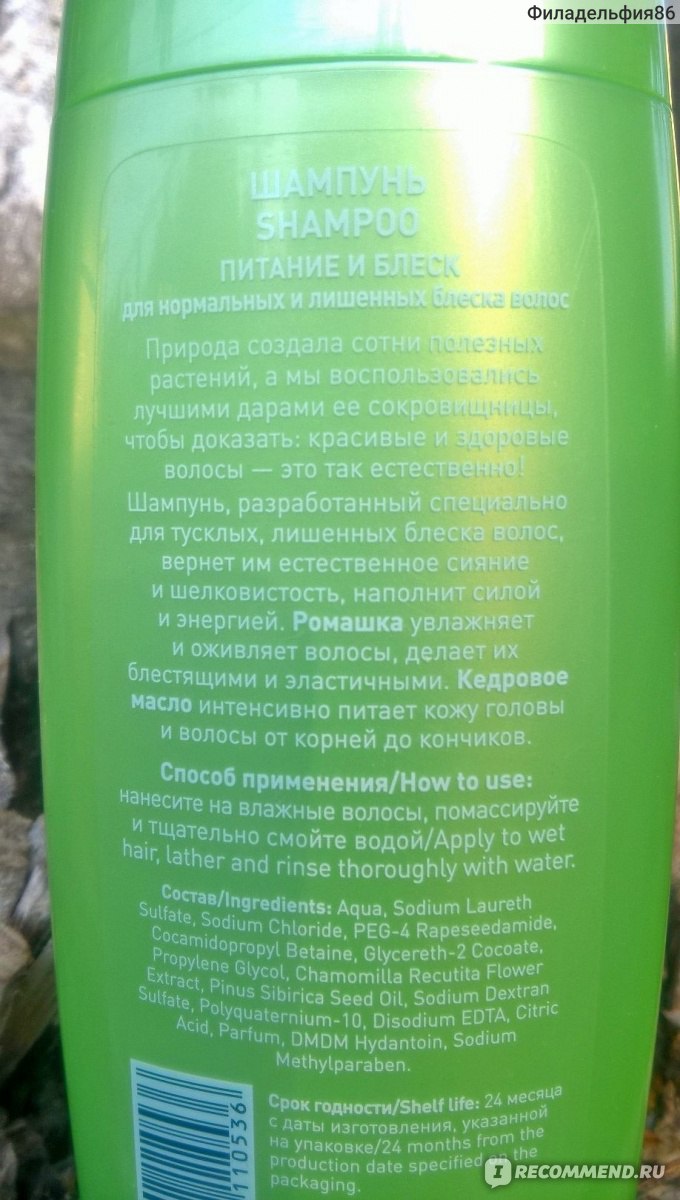 Филадельфия86
ШАМПУНЬ
SHAMPOO
ПИТАНИЕ И БЛЕСК
для нормальных и лишенных блеска волос
Природа создала сотни полезных
растений, а мы воспользовались
лучшими дарами ее сокровищницы,
чтобы доказать: красивые и здоровые
волосы — это так естественно!
Шампунь, разработанный специально
для тусклых, лишенных блеска волос,
вернет им естественное сияние
и шелковистость, наполнит силой
и энергией. Ромашка увлажняет
и оживляет волосы, делает их
блестящими и эластичными. Кедровое
масло интенсивно питает кожу головы
и волосы от корней до кончиков.
Способ применения/How to use:
нанесите на влажные волосы, помассируйте
и тщательно смойте водой/Apply to wet
hair, lather and rinse thoroughly with water.
Состав/Ingredients: Aqua, Sodium Laureth
Sulfate, Sodium Chloride, PEG-4 Rapeseedamide,
Cocamidopropyl Betaine, Glycereth-2 Cocoate,
Propylene Glycol, Chamomilla Recutita Flower
Extract, Pinus Sibirica Seed Oil, Sodium Dextran
Sulfate, Polyquaternium-10, Disodium EDTA, Citric
Acid, Parfum, DMDM Hydantoin, Sodium
Methylparaben.
110536
Срок годности/Shelf life: 24 месяца
с даты изготовления, указанной
на упаковке/24 months from the
production date specified on the
packaging.
IRECOMMEND.RU